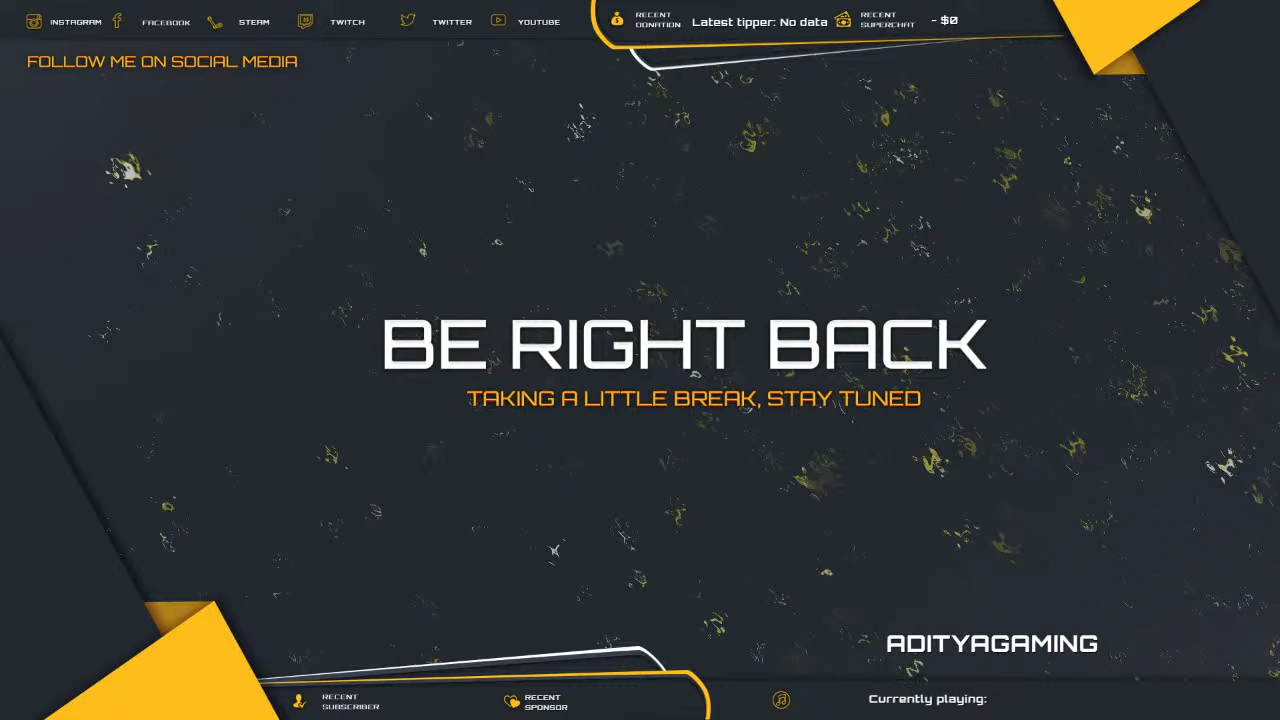 INSTAGRAM FACEBOOK STEAM TWITCH TWITTER YOUTUBE
RECENT
DONATION
Latest tipper: No data
RECENT
SUPERCHAT
- $0
FOLLOW ME ON SOCIAL MEDIA
BE RIGHT BACK
TAKING A LITTLE BREAK, STAY TUNED
ADITYAGAMING
RECENT
SUBSCRIBER
RECENT
SPONSOR
Currently playing: